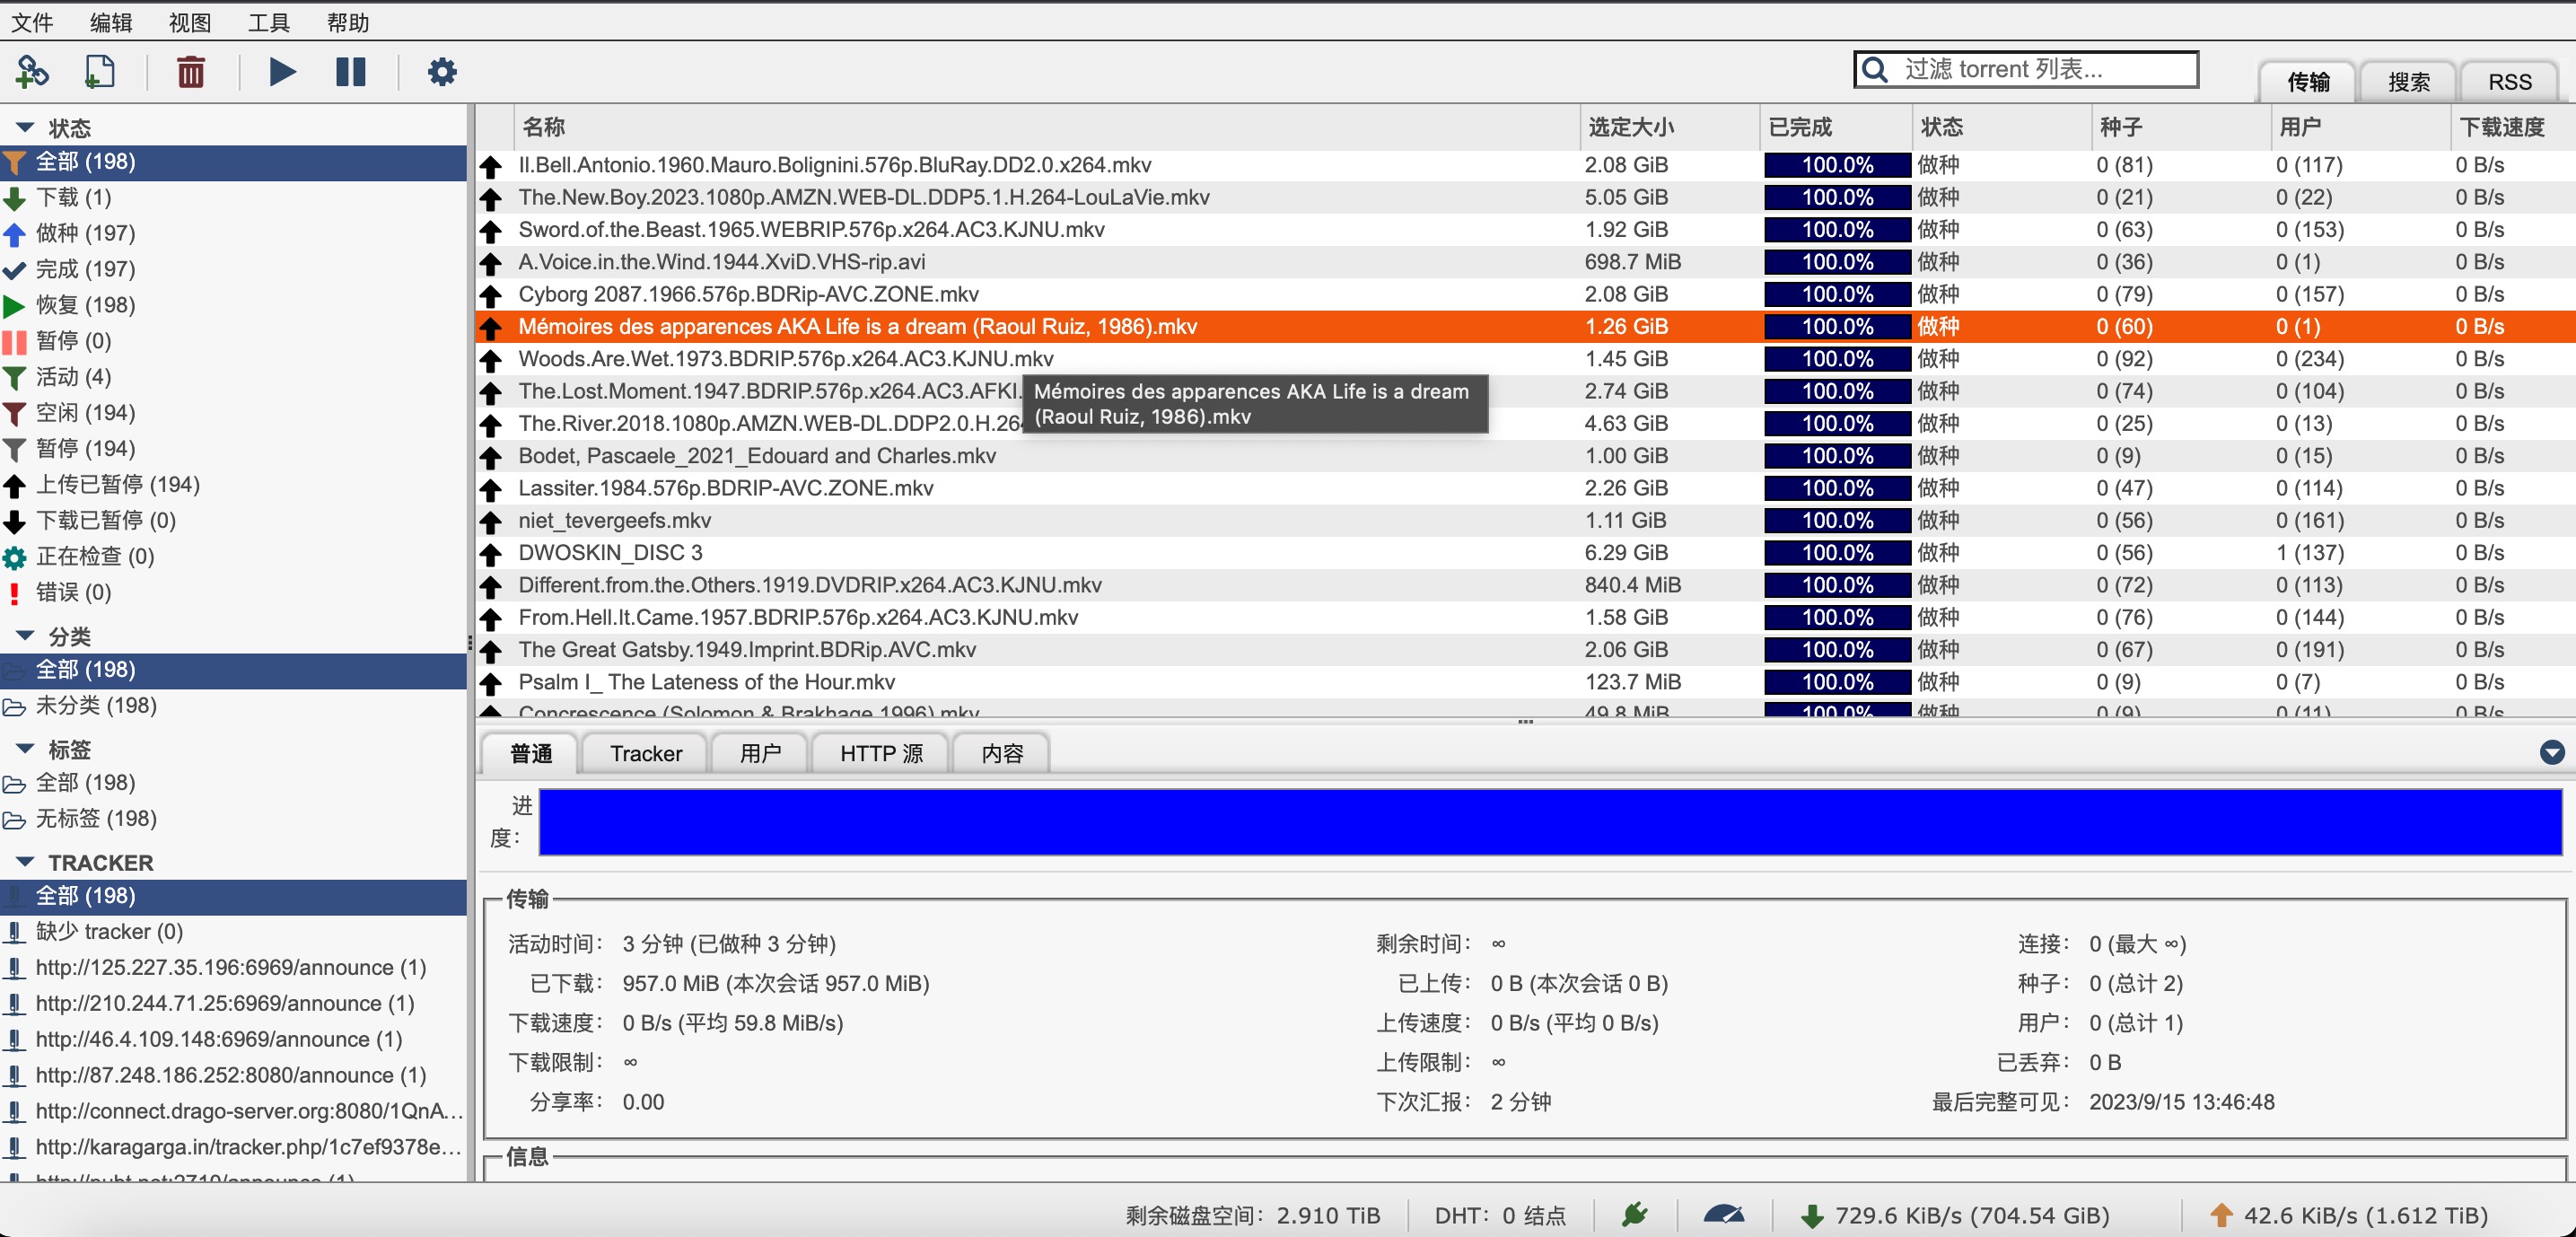 文件 编辑 视图 工具 帮助
过滤 torrent 列表...
传输 搜索 RSS
状态
全部 (198)
下载 (1)
做种 (197)
完成 (197)
恢复 (198)
暂停 (0)
活动 (4)
空闲 (194)
暂停 (194)
上传已暂停 (194)
下载已暂停 (0)
正在检查 (0)
错误 (0)
分类
全部 (198)
未分类 (198)
标签
全部 (198)
无标签 (198)
TRACKER
全部 (198)
缺少 tracker (0)
http://125.227.35.196:6969/announce (1)
http://210.244.71.25:6969/announce (1)
http://46.4.109.148:6969/announce (1)
http://87.248.186.252:8080/announce (1)
http://connect.drago-server.org:8080/1QnA...
http://karagarga.in/tracker.php/1c7ef9378e...
http://pubt.net:2710/announce (1)
名称 选定大小 已完成 状态 种子 用户 下载速度
Il.Bell.Antonio.1960.Mauro.Bolignini.576p.BluRay.DD2.0.x264.mkv 2.08 GiB 100.0% 做种 0 (81) 0 (117) 0 B/s
The.New.Boy.2023.1080p.AMZN.WEB-DL.DDP5.1.H.264-LouLaVie.mkv 5.05 GiB 100.0% 做种 0 (21) 0 (22) 0 B/s
Sword.of.the.Beast.1965.WEBRIP.576p.x264.AC3.KJNU.mkv 1.92 GiB 100.0% 做种 0 (63) 0 (153) 0 B/s
A.Voice.in.the.Wind.1944.XviD.VHS-rip.avi 698.7 MiB 100.0% 做种 0 (36) 0 (1) 0 B/s
Cyborg 2087.1966.576p.BDRip-AVC.ZONE.mkv 2.08 GiB 100.0% 做种 0 (79) 0 (157) 0 B/s
Mémoires des apparences AKA Life is a dream (Raoul Ruiz, 1986).mkv 1.26 GiB 100.0% 做种 0 (60) 0 (1) 0 B/s
Woods.Are.Wet.1973.BDRIP.576p.x264.AC3.KJNU.mkv 1.45 GiB 100.0% 做种 0 (92) 0 (234) 0 B/s
The.Lost.Moment.1947.BDRIP.576p.x264.AC3.AFKI. 2.74 GiB 100.0% 做种 0 (74) 0 (104) 0 B/s
Mémoires des apparences AKA Life is a dream
(Raoul Ruiz, 1986).mkv
The.River.2018.1080p.AMZN.WEB-DL.DDP2.0.H.264 4.63 GiB 100.0% 做种 0 (25) 0 (13) 0 B/s
Bodet, Pascaele_2021_Edouard and Charles.mkv 1.00 GiB 100.0% 做种 0 (9) 0 (15) 0 B/s
Lassiter.1984.576p.BDRIP-AVC.ZONE.mkv 2.26 GiB 100.0% 做种 0 (47) 0 (114) 0 B/s
niet_tevergeefs.mkv 1.11 GiB 100.0% 做种 0 (56) 0 (161) 0 B/s
DWOSKIN_DISC 3 6.29 GiB 100.0% 做种 0 (56) 1 (137) 0 B/s
Different.from.the.Others.1919.DVDRIP.x264.AC3.KJNU.mkv 840.4 MiB 100.0% 做种 0 (72) 0 (113) 0 B/s
From.Hell.It.Came.1957.BDRIP.576p.x264.AC3.KJNU.mkv 1.58 GiB 100.0% 做种 0 (76) 0 (144) 0 B/s
The Great Gatsby.1949.Imprint.BDRip.AVC.mkv 2.06 GiB 100.0% 做种 0 (67) 0 (191) 0 B/s
Psalm I_ The Lateness of the Hour.mkv 123.7 MiB 100.0% 做种 0 (9) 0 (7) 0 B/s
Concrescence (Solomon & Brakhage 1996).mkv 49.8 MiB 100.0% 做种 0 (9) 0 (11) 0 B/s
普通 Tracker 用户 HTTP 源 内容
进度：
传输
活动时间： 3 分钟 (已做种 3 分钟) 剩余时间： ∞ 连接： 0 (最大 ∞)
已下载： 957.0 MiB (本次会话 957.0 MiB) 已上传： 0 B (本次会话 0 B) 种子： 0 (总计 2)
下载速度： 0 B/s (平均 59.8 MiB/s) 上传速度： 0 B/s (平均 0 B/s) 用户： 0 (总计 1)
下载限制： ∞ 上传限制： ∞ 已丢弃： 0 B
分享率： 0.00 下次汇报： 2 分钟 最后完整可见： 2023/9/15 13:46:48
信息
剩余磁盘空间：2.910 TiB DHT：0 结点 729.6 KiB/s (704.54 GiB) 42.6 KiB/s (1.612 TiB)